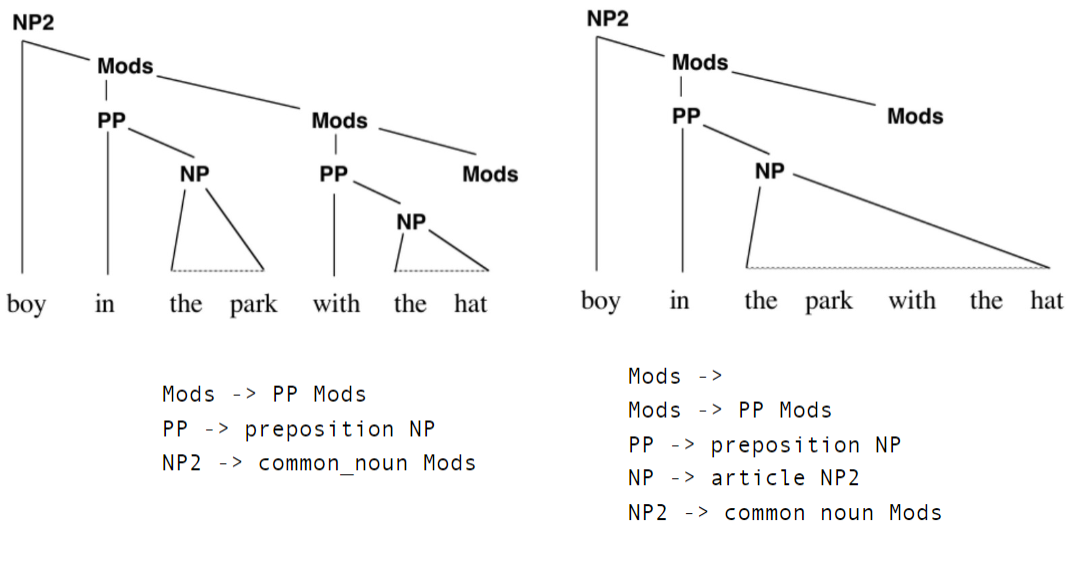 NP2
Mods
PP
Mods
NP
PP
Mods
NP
boy in the park with the hat
Mods -> PP Mods
PP -> preposition NP
NP2 -> common_noun Mods
NP2
Mods
PP
Mods
NP
boy in the park with the hat
Mods ->
Mods -> PP Mods
PP -> preposition NP
NP -> article NP2
NP2 -> common noun Mods